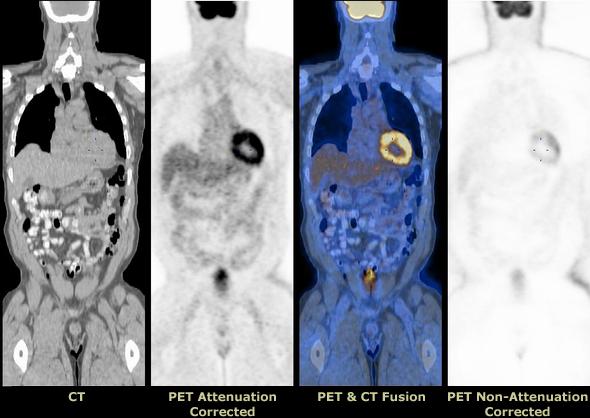 CT
PET Attenuation
Corrected
PET & CT Fusion
PET Non-Attenuation
Corrected